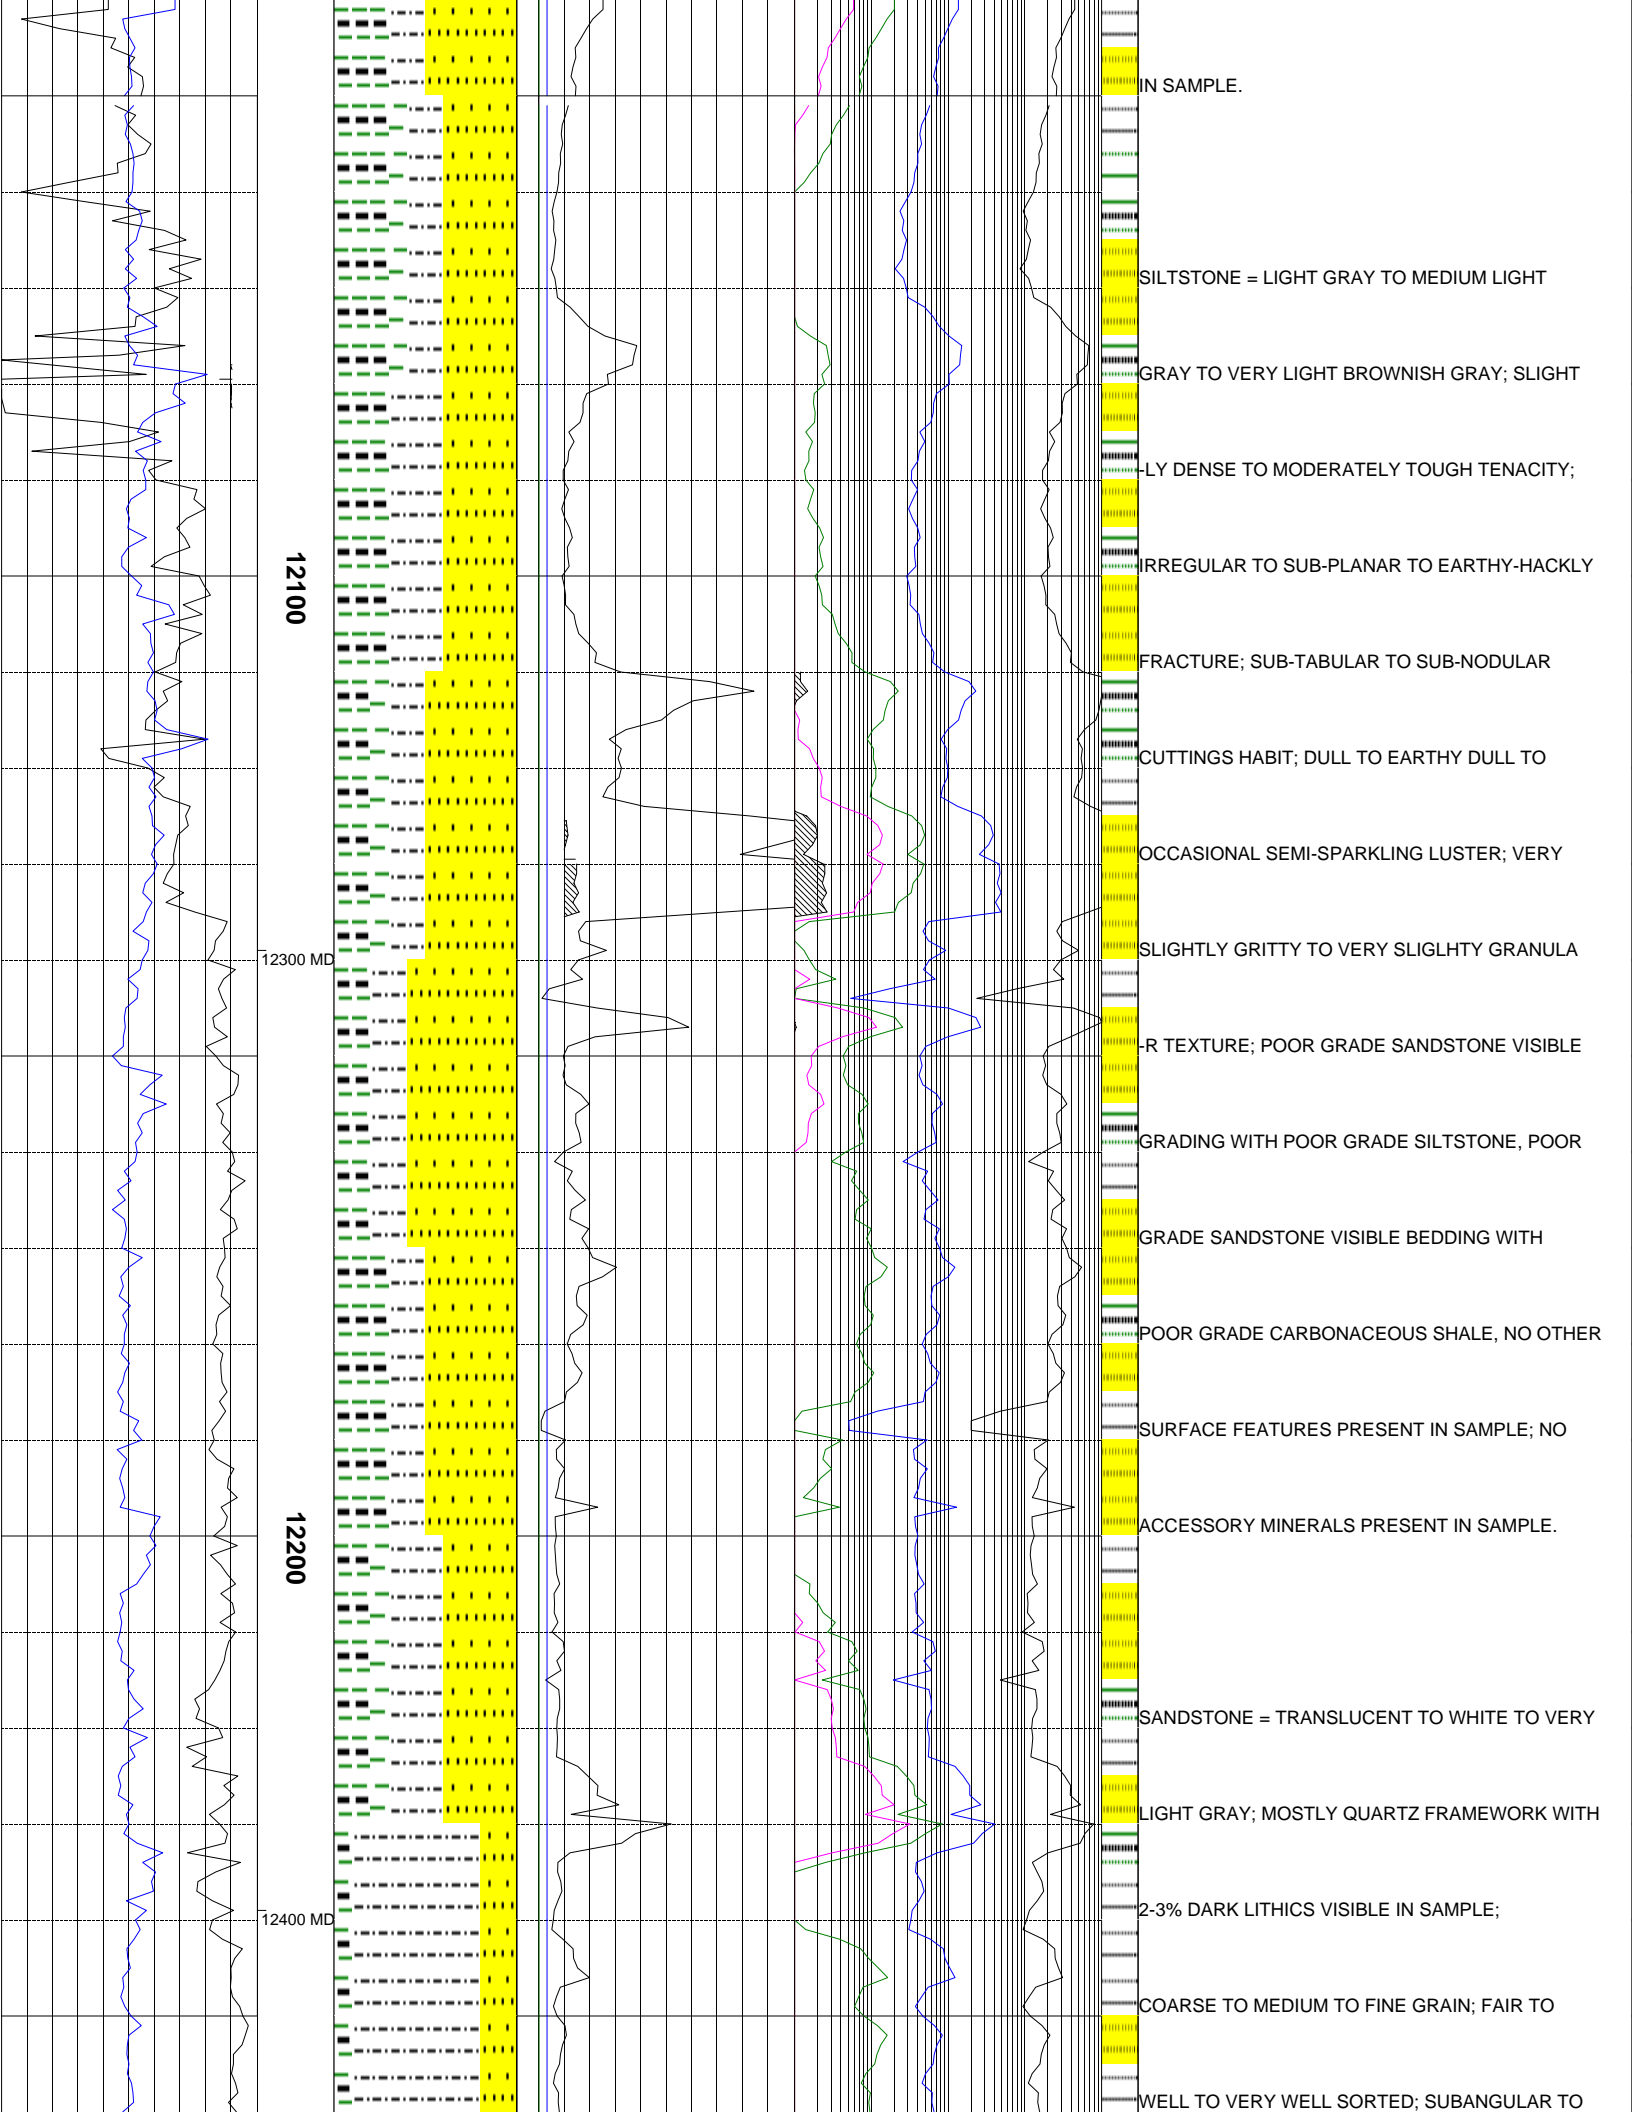 IN SAMPLE.
SILTSTONE = LIGHT GRAY TO MEDIUM LIGHT
GRAY TO VERY LIGHT BROWNISH GRAY; SLIGHT
-LY DENSE TO MODERATELY TOUGH TENACITY;
12100
IRREGULAR TO SUB-PLANAR TO EARTHY-HACKLY
FRACTURE; SUB-TABULAR TO SUB-NODULAR
CUTTINGS HABIT; DULL TO EARTHY DULL TO
OCCASIONAL SEMI-SPARKLING LUSTER; VERY
12300 MD
SLIGHTLY GRITTY TO VERY SLIGLHTY GRANULA
-R TEXTURE; POOR GRADE SANDSTONE VISIBLE
GRADING WITH POOR GRADE SILTSTONE, POOR
GRADE SANDSTONE VISIBLE BEDDING WITH
POOR GRADE CARBONACEOUS SHALE, NO OTHER
SURFACE FEATURES PRESENT IN SAMPLE; NO
ACCESSORY MINERALS PRESENT IN SAMPLE.
12200
SANDSTONE = TRANSLUCENT TO WHITE TO VERY
LIGHT GRAY; MOSTLY QUARTZ FRAMEWORK WITH
12400 MD
2-3% DARK LITHICS VISIBLE IN SAMPLE;
COARSE TO MEDIUM TO FINE GRAIN; FAIR TO
WELL TO VERY WELL SORTED; SUBANGULAR TO